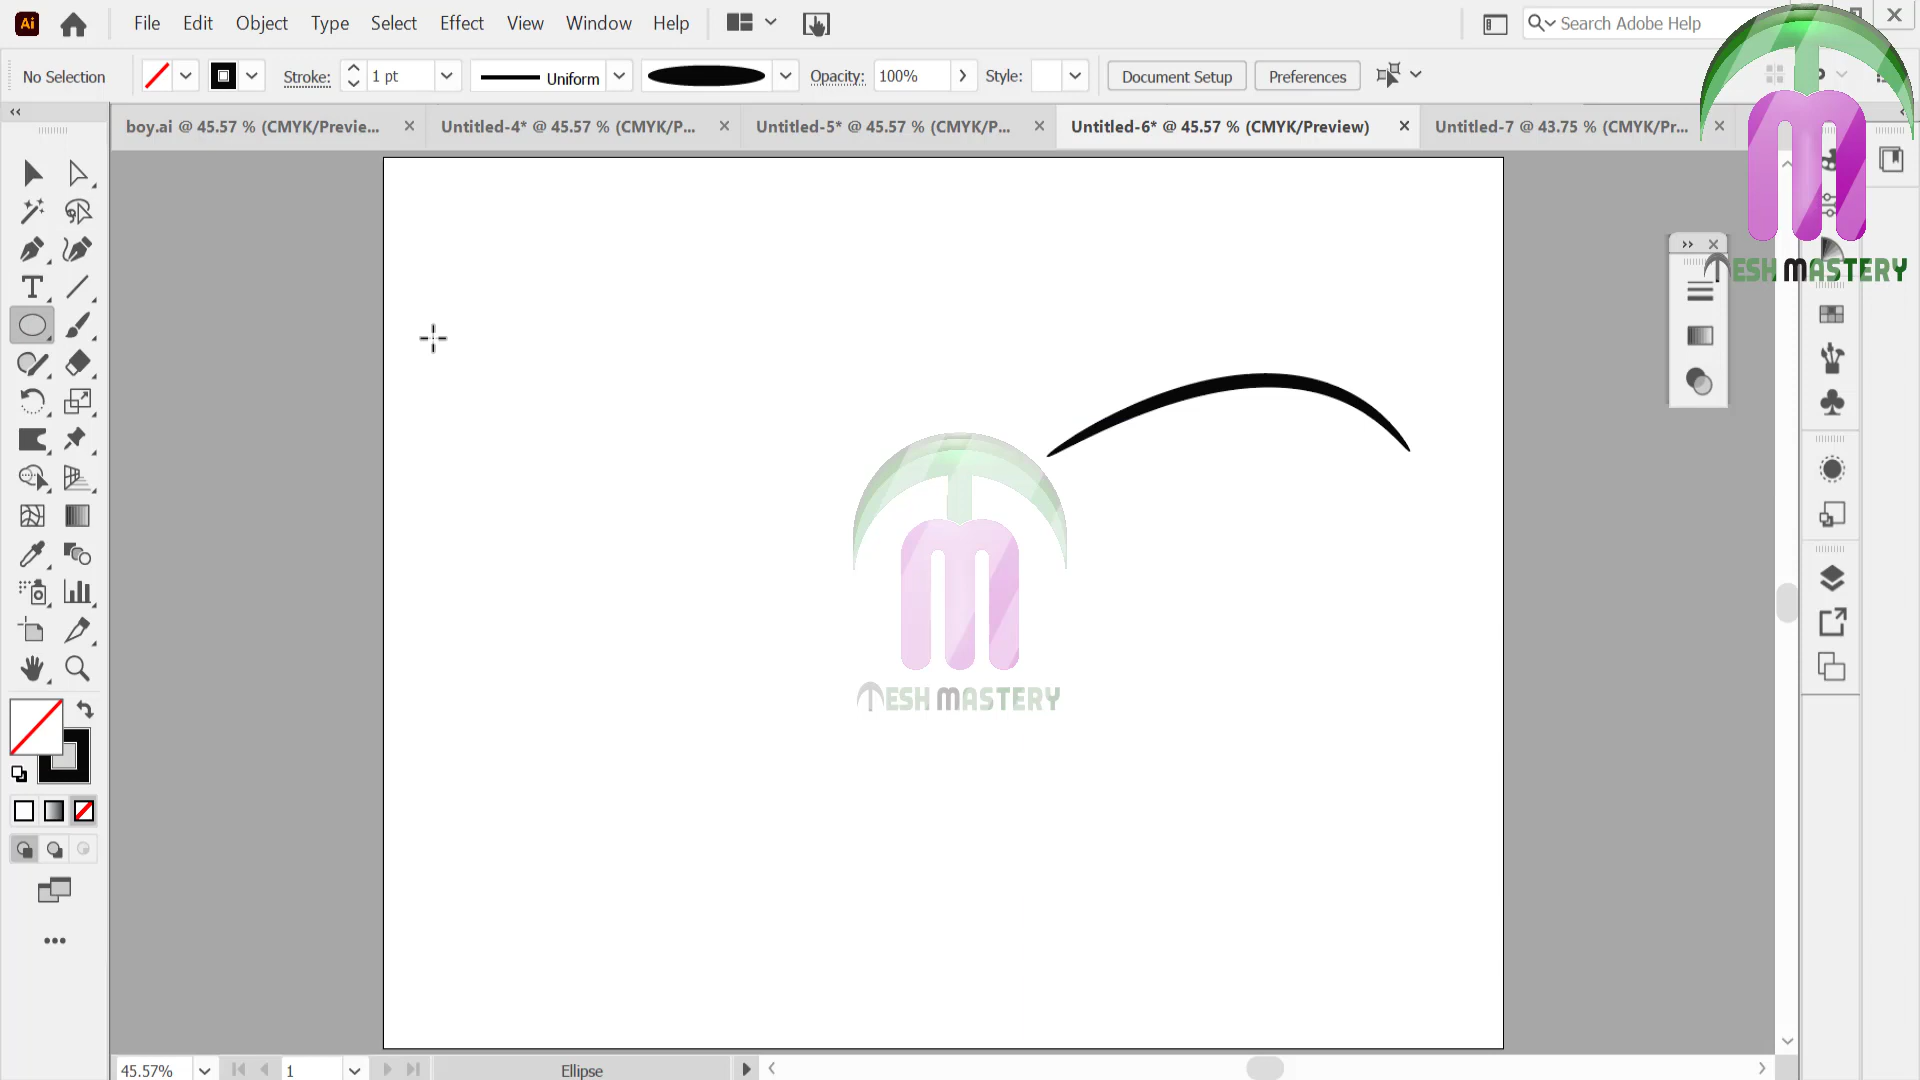 File Edit Object Type Select Effect View Window Help
Search Adobe Help
No Selection Stroke: 1 pt Uniform Opacity: 100% Style: Document Setup Preferences
boy.ai @ 45.57 % (CMYK/Previe... Untitled-4* @ 45.57 % (CMYK/P... Untitled-5* @ 45.57 % (CMYK/P... Untitled-6* @ 45.57 % (CMYK/Preview) Untitled-7 @ 43.75 % (CMYK/Pr...
TESH MASTERY
TESH MASTERY
45.57% 1 Ellipse